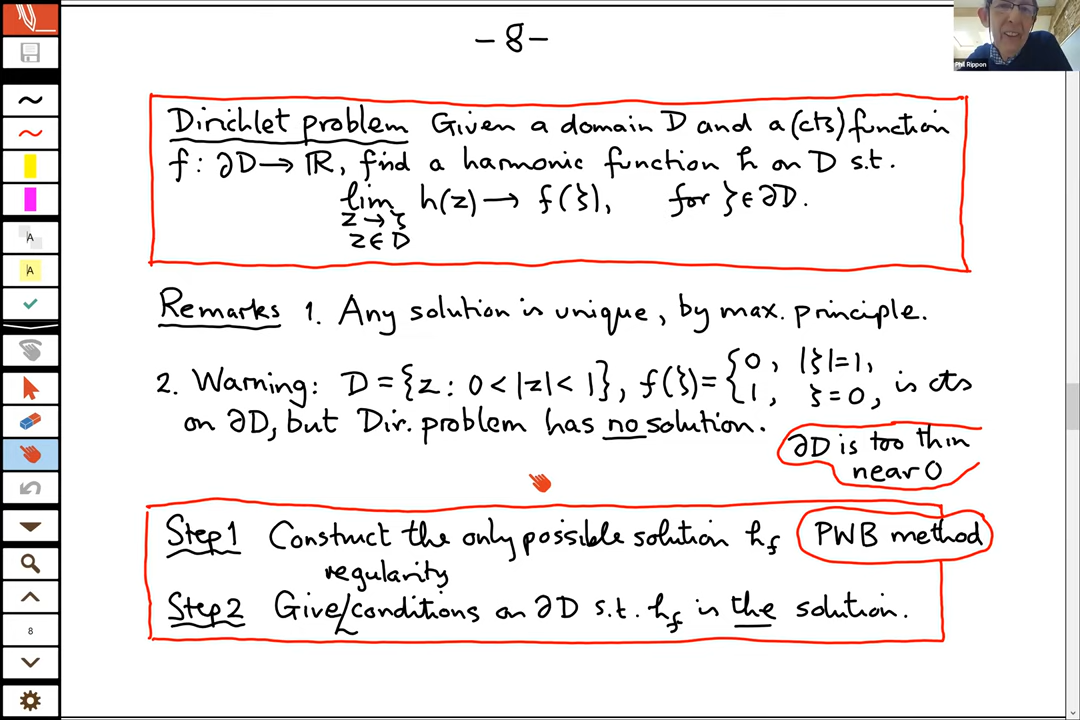 – 8 –
Phil Rippon
Dirichlet problem Given a domain D and a (cts) function
f : ∂D → ℝ, find a harmonic function h on D s.t.
lim h(z) → f(ζ), for ζ ∈ ∂D.
z → ζ
z ∈ D
Remarks 1. Any solution is unique, by max. principle.
2. Warning: D = {z : 0 < |z| < 1}, f(ζ) = { 0, |ζ| = 1,
1, ζ = 0, is cts
on ∂D, but Dir. problem has no solution.
∂D is too thin
near 0
Step 1 Construct the only possible solution h_f PWB method
regularity
Step 2 Give conditions on ∂D s.t. h_f is the solution.
A
A
8